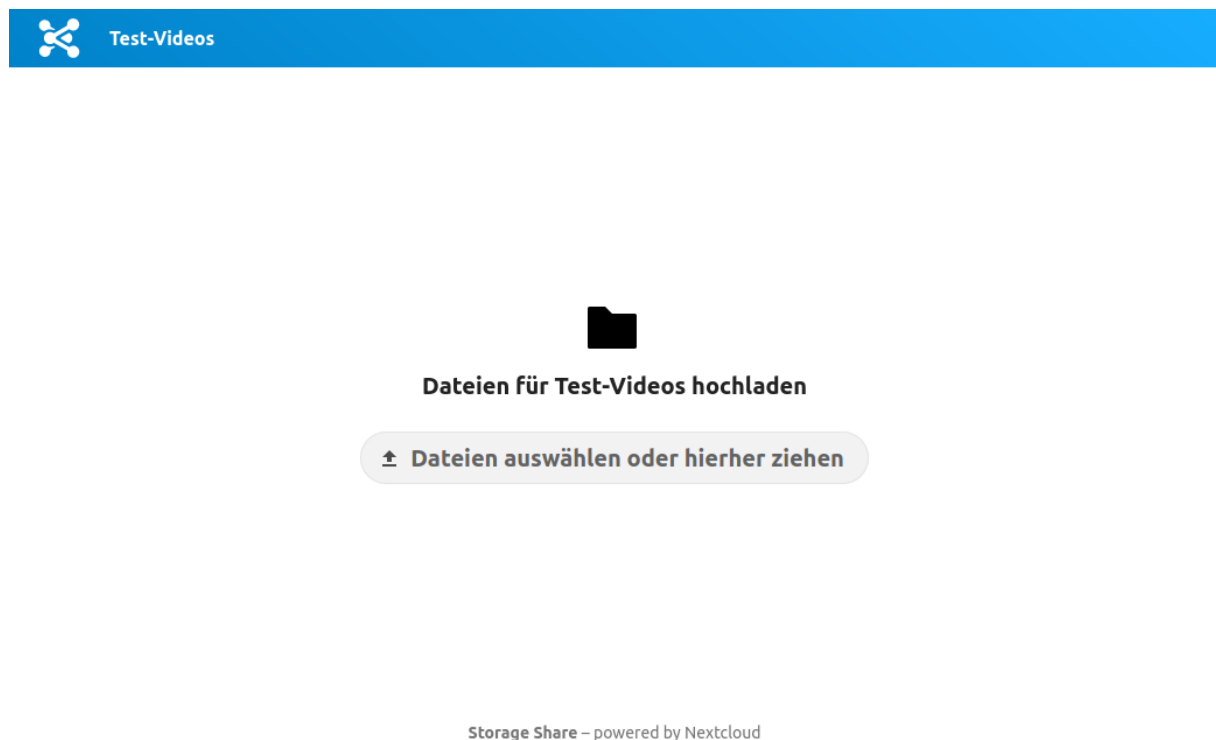 Test-Videos
Dateien für Test-Videos hochladen
Dateien auswählen oder hierher ziehen
Storage Share – powered by Nextcloud